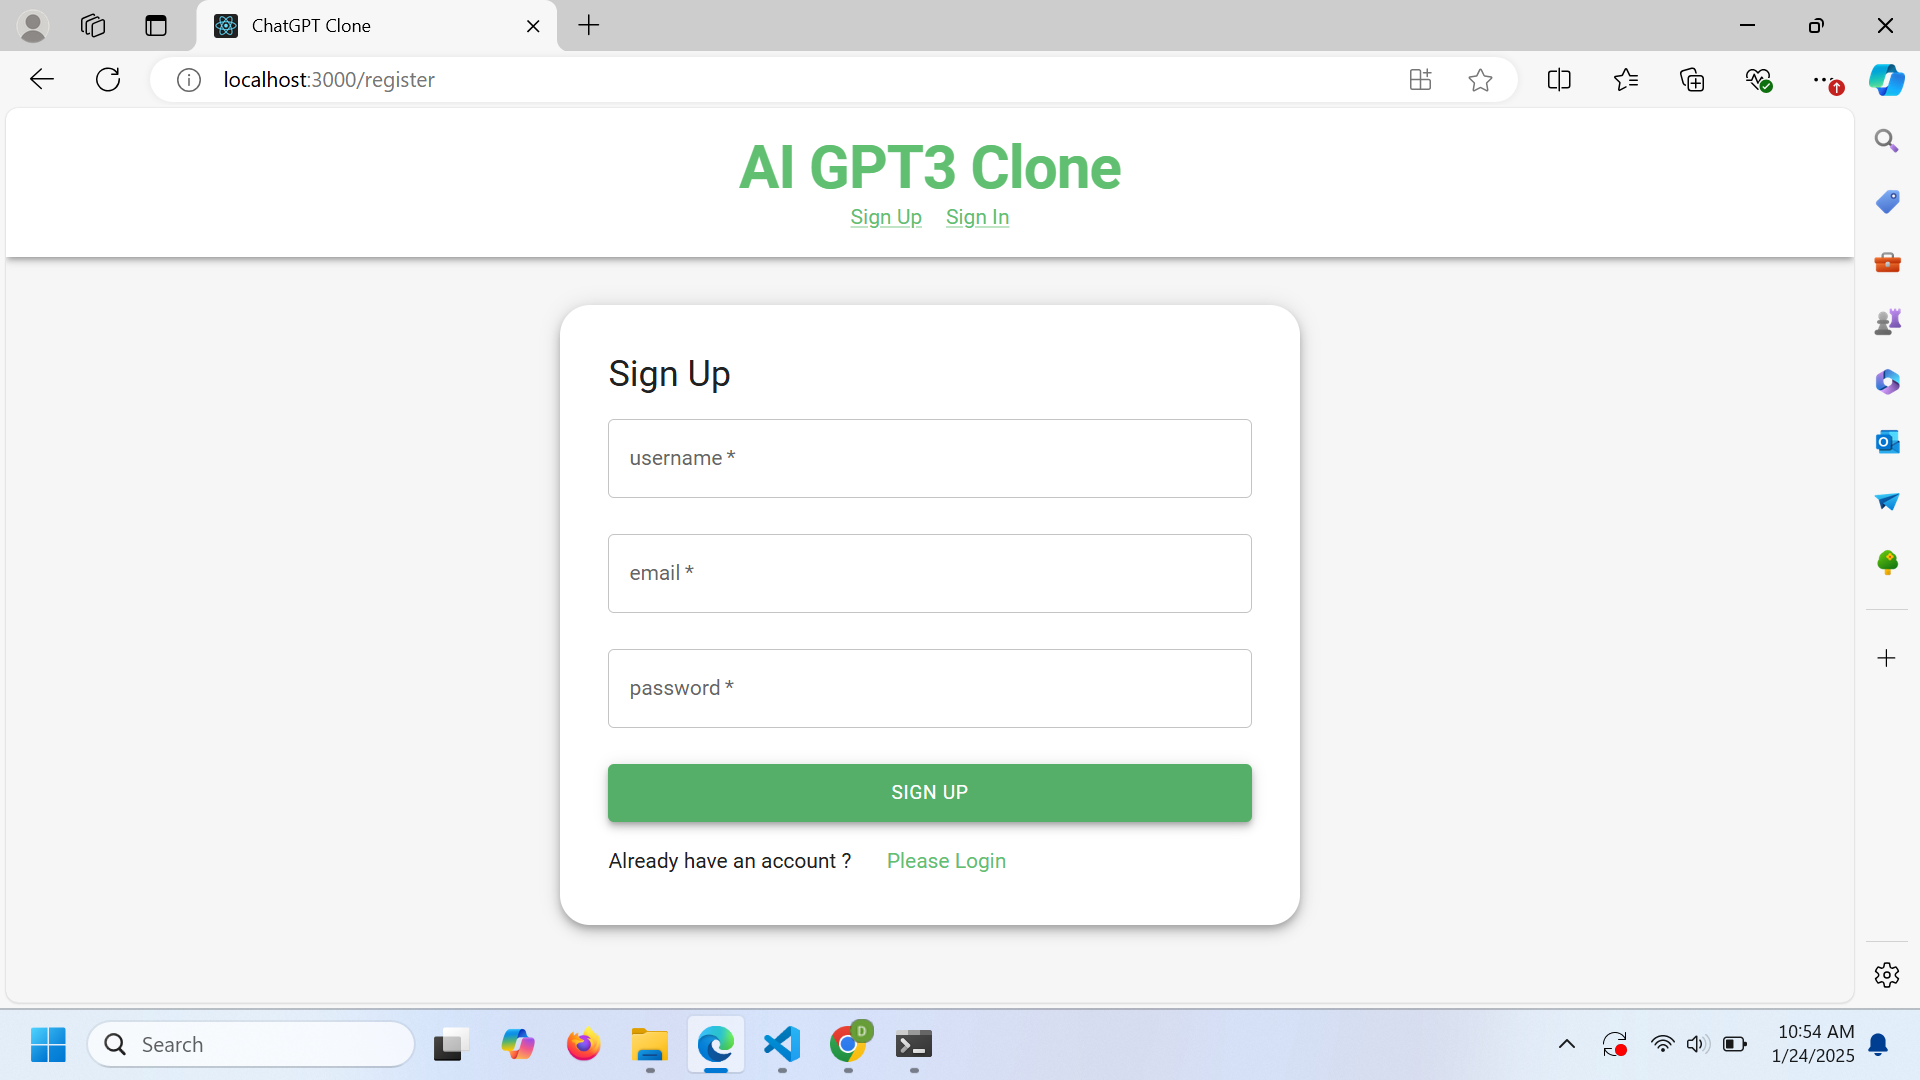 ChatGPT Clone
localhost:3000/register
AI GPT3 Clone
Sign Up Sign In
Sign Up
username *
email *
password *
SIGN UP
Already have an account ? Please Login
Search
D
10:54 AM
1/24/2025